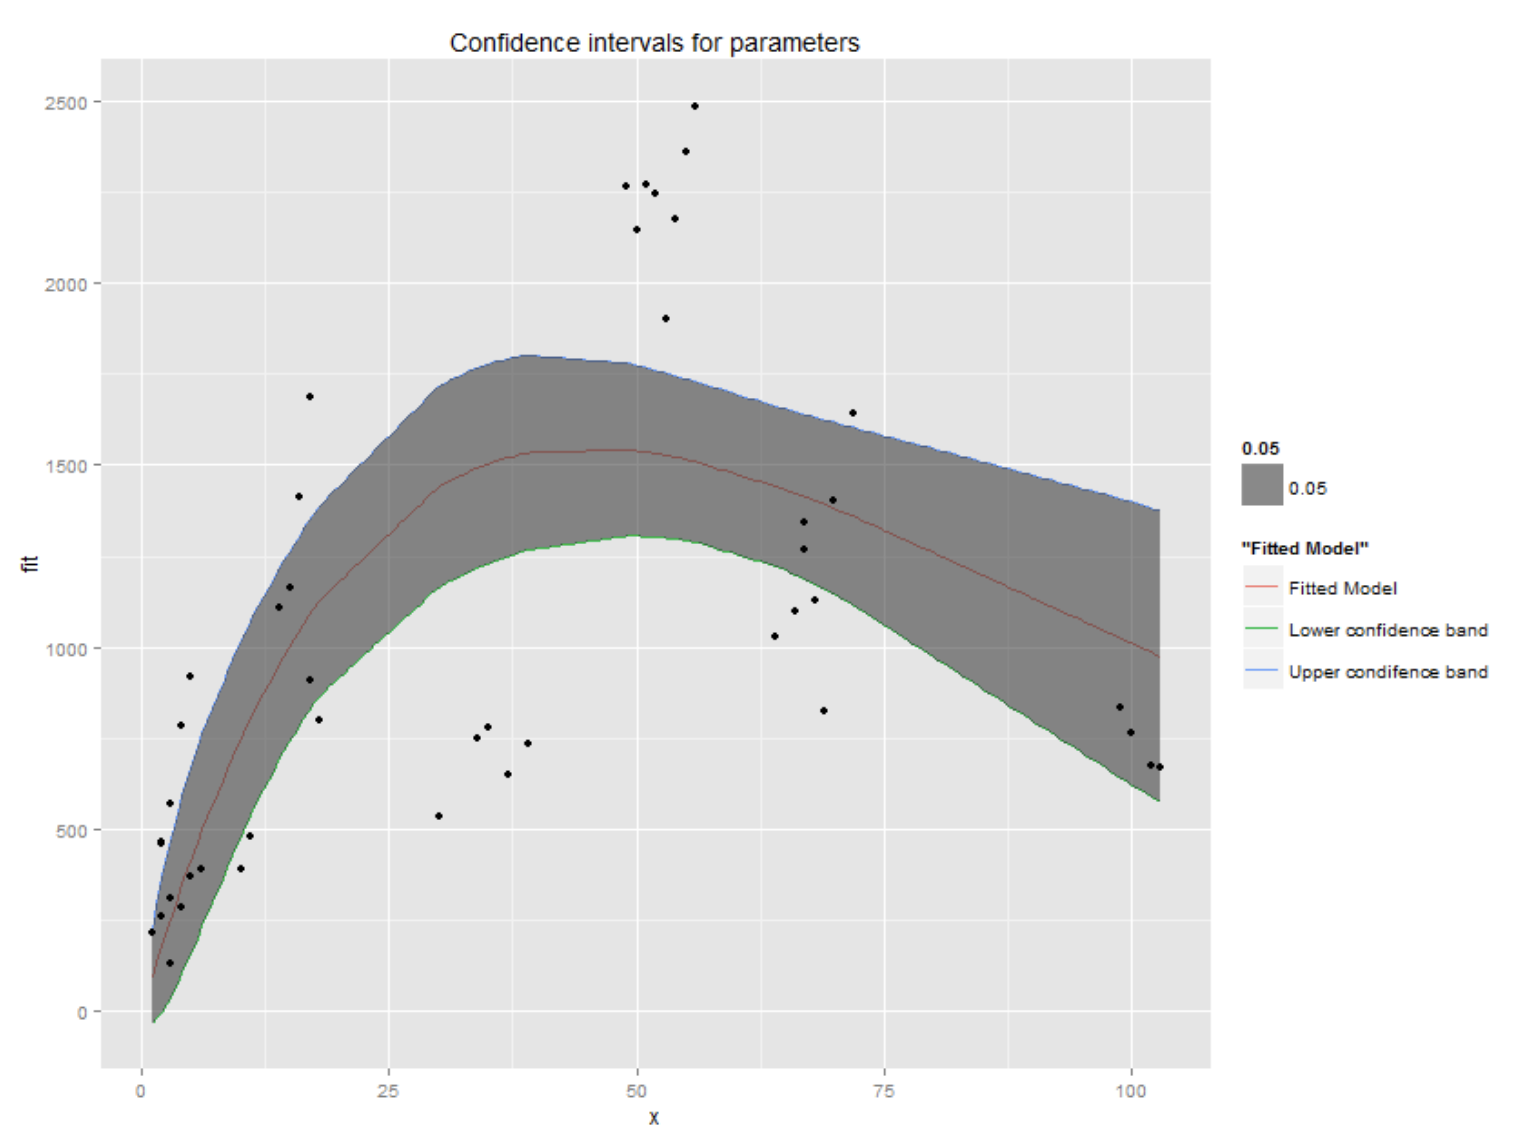 Confidence intervals for parameters
2500
2000
1500
1000
500
0
fit
0 25 50 75 100
x
0.05
0.05
"Fitted Model"
Fitted Model
Lower confidence band
Upper condifence band